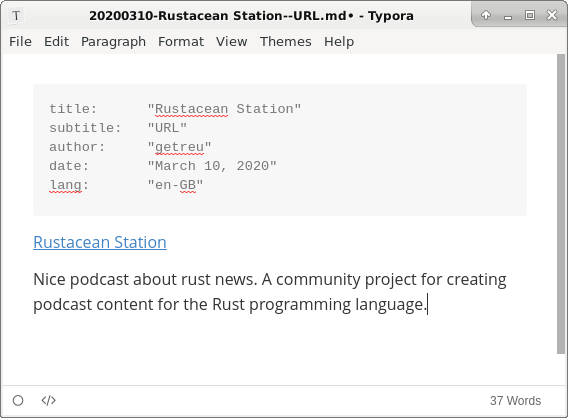 T 20200310-Rustacean Station--URL.md• - Typora
File Edit Paragraph Format View Themes Help
title: "Rustacean Station"
subtitle: "URL"
author: "getreu"
date: "March 10, 2020"
lang: "en-GB"
Rustacean Station
Nice podcast about rust news. A community project for creating
podcast content for the Rust programming language.
</> 37 Words